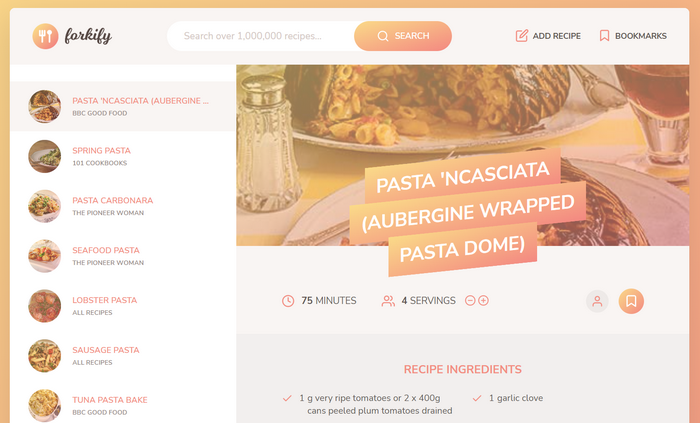 forkify
Search over 1,000,000 recipes...
SEARCH
ADD RECIPE
BOOKMARKS
PASTA 'NCASCIATA (AUBERGINE ...
BBC GOOD FOOD
SPRING PASTA
101 COOKBOOKS
PASTA CARBONARA
THE PIONEER WOMAN
SEAFOOD PASTA
THE PIONEER WOMAN
LOBSTER PASTA
ALL RECIPES
SAUSAGE PASTA
ALL RECIPES
TUNA PASTA BAKE
BBC GOOD FOOD
PASTA 'NCASCIATA
(AUBERGINE WRAPPED
PASTA DOME)
75 MINUTES
4 SERVINGS
RECIPE INGREDIENTS
1 g very ripe tomatoes or 2 x 400g
cans peeled plum tomatoes drained
1 garlic clove